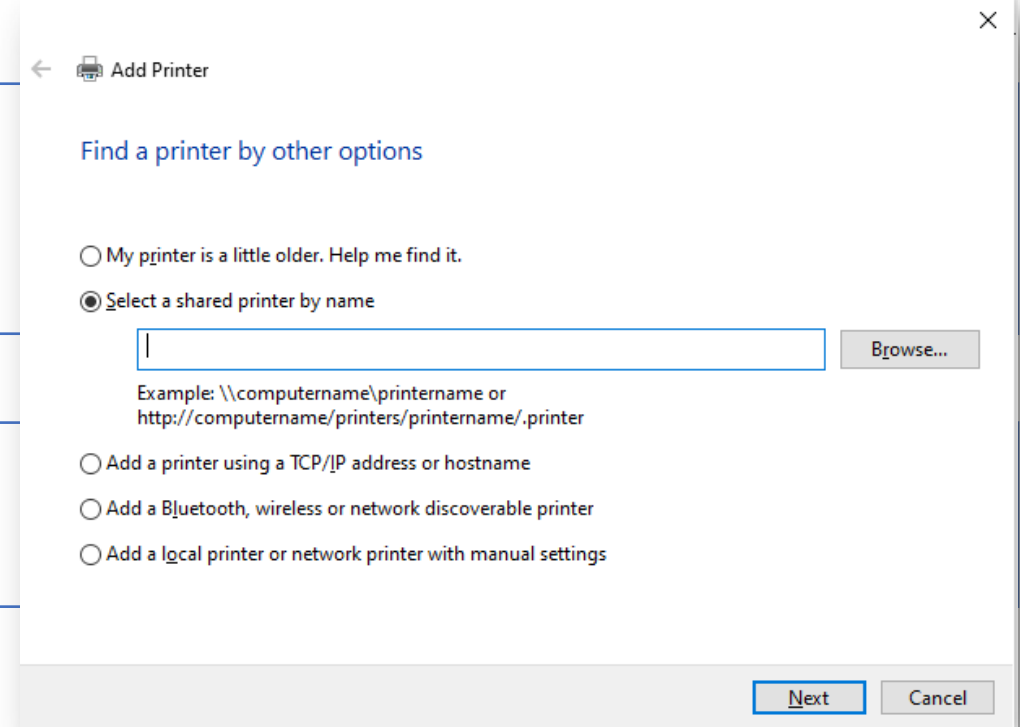 Add Printer
Find a printer by other options
My printer is a little older. Help me find it.
Select a shared printer by name
Browse...
Example: \\computername\printername or
http://computername/printers/printername/.printer
Add a printer using a TCP/IP address or hostname
Add a Bluetooth, wireless or network discoverable printer
Add a local printer or network printer with manual settings
Next
Cancel